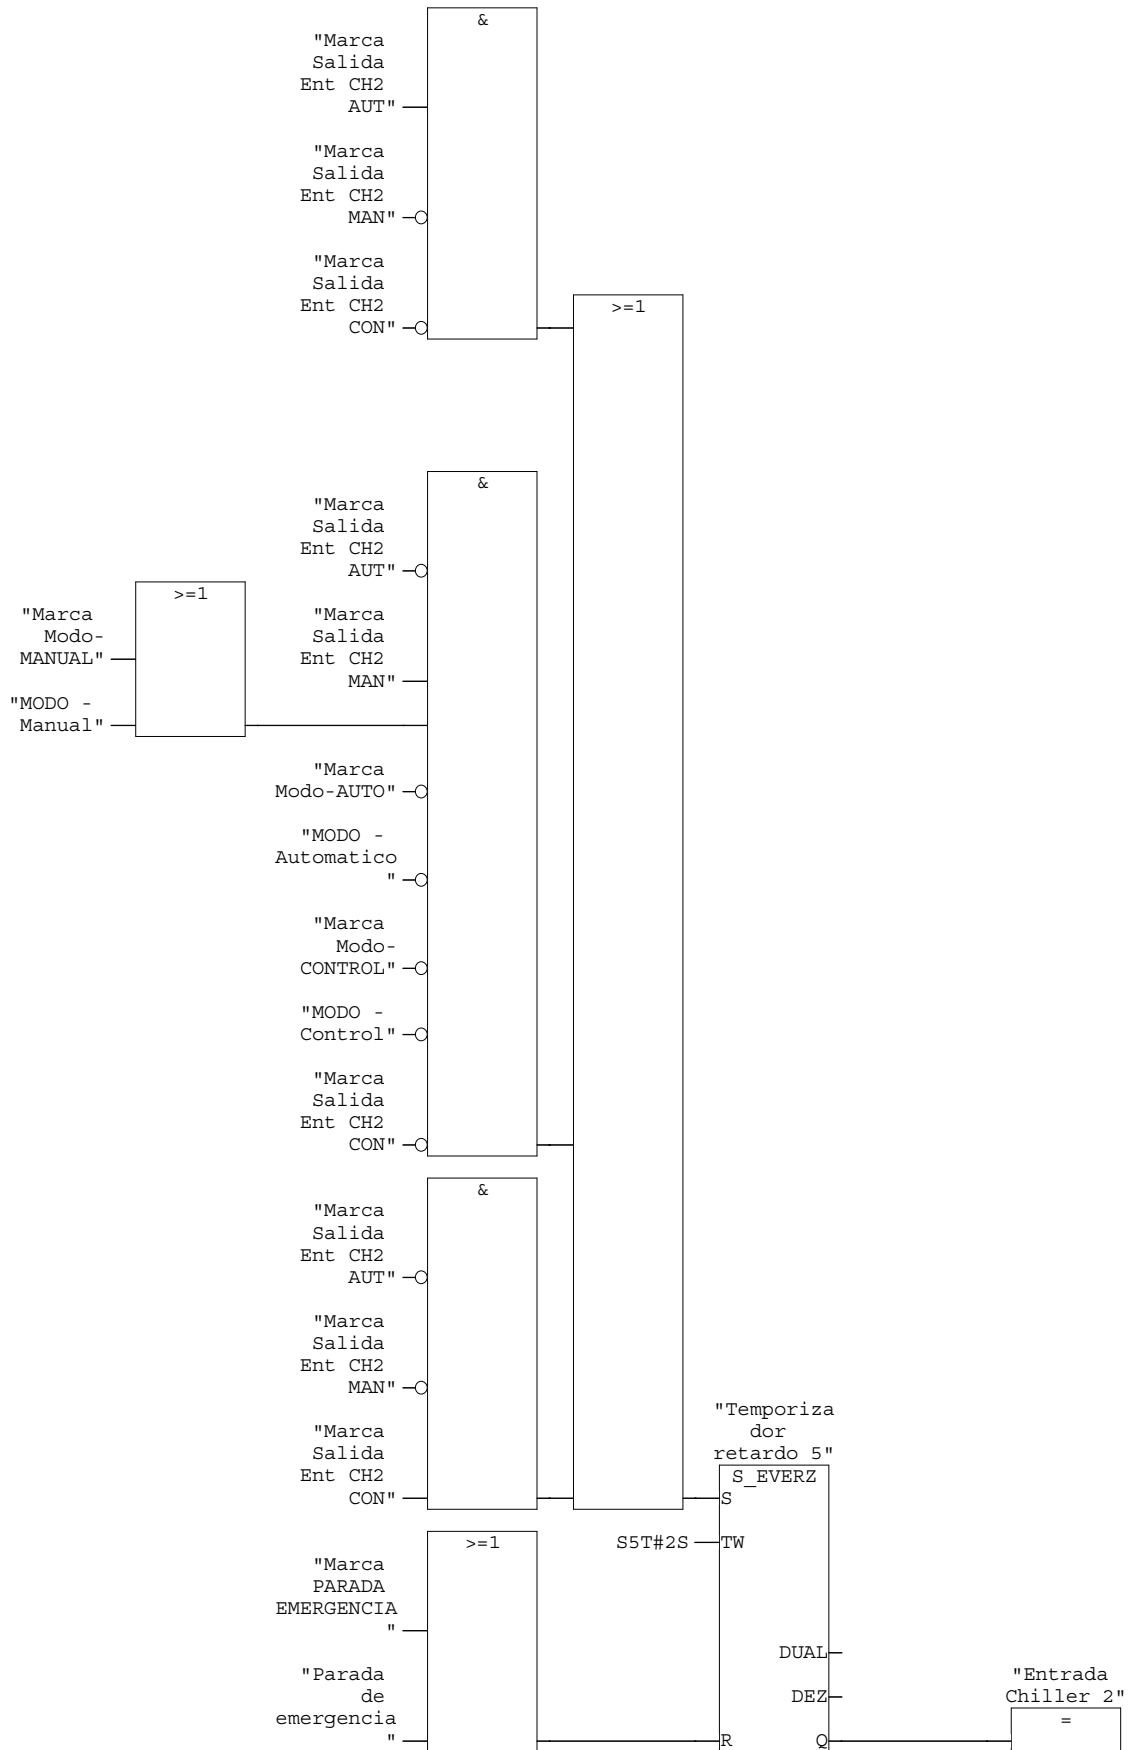 &
"Marca
Salida
Ent CH2
AUT"
"Marca
Salida
Ent CH2
MAN"
"Marca
Salida
Ent CH2
CON"
>=1
&
"Marca
Salida
Ent CH2
AUT"
>=1
"Marca
Modo-
MANUAL"
"Marca
Salida
Ent CH2
MAN"
"MODO -
Manual"
"Marca
Modo-AUTO"
"MODO -
Automatico
"
"Marca
Modo-
CONTROL"
"MODO -
Control"
"Marca
Salida
Ent CH2
CON"
&
"Marca
Salida
Ent CH2
AUT"
"Marca
Salida
Ent CH2
MAN"
"Marca
Salida
Ent CH2
CON"
"Temporiza
dor
retardo 5"
S_EVERZ
S
S5T#2S
TW
>=1
"Marca
PARADA
EMERGENCIA
"
DUAL
"Parada
de
emergencia
"
DEZ
R
Q
"Entrada
Chiller 2"
=